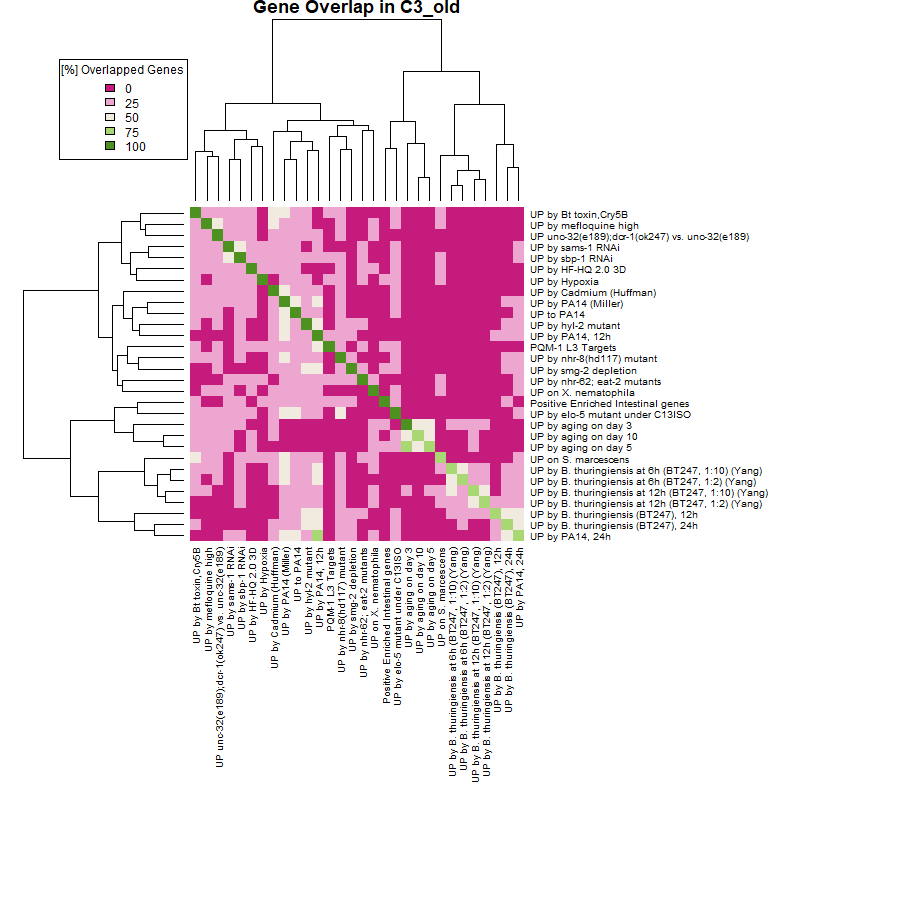 Gene Overlap in C3_old
[%] Overlapped Genes
0
25
50
75
100
UP by Bt toxin,Cry5B
UP by mefloquine high
UP unc-32(e189);dcr-1(ok247) vs. unc-32(e189)
UP by sams-1 RNAi
UP by sbp-1 RNAi
UP by HF-HQ 2.0 3D
UP by Hypoxia
UP by Cadmium (Huffman)
UP by PA14 (Miller)
UP to PA14
UP by hyl-2 mutant
UP by PA14, 12h
PQM-1 L3 Targets
UP by nhr-8(hd117) mutant
UP by smg-2 depletion
UP by nhr-62; eat-2 mutants
UP on X. nematophila
Positive Enriched Intestinal genes
UP by elo-5 mutant under C13ISO
UP by aging on day 3
UP by aging on day 10
UP by aging on day 5
UP on S. marcescens
UP by B. thuringiensis at 6h (BT247, 1:10) (Yang)
UP by B. thuringiensis at 6h (BT247, 1:2) (Yang)
UP by B. thuringiensis at 12h (BT247, 1:10) (Yang)
UP by B. thuringiensis at 12h (BT247, 1:2) (Yang)
UP by B. thuringiensis (BT247), 12h
UP by B. thuringiensis (BT247), 24h
UP by PA14, 24h
UP by Bt toxin,Cry5B
UP by mefloquine high
UP unc-32(e189);dcr-1(ok247) vs. unc-32(e189)
UP by sams-1 RNAi
UP by sbp-1 RNAi
UP by HF-HQ 2.0 3D
UP by Hypoxia
UP by Cadmium (Huffman)
UP by PA14 (Miller)
UP to PA14
UP by hyl-2 mutant
UP by PA14, 12h
PQM-1 L3 Targets
UP by nhr-8(hd117) mutant
UP by smg-2 depletion
UP by nhr-62; eat-2 mutants
UP on X. nematophila
Positive Enriched Intestinal genes
UP by elo-5 mutant under C13ISO
UP by aging on day 3
UP by aging on day 10
UP by aging on day 5
UP on S. marcescens
UP by B. thuringiensis at 6h (BT247, 1:10) (Yang)
UP by B. thuringiensis at 6h (BT247, 1:2) (Yang)
UP by B. thuringiensis at 12h (BT247, 1:10) (Yang)
UP by B. thuringiensis at 12h (BT247, 1:2) (Yang)
UP by B. thuringiensis (BT247), 12h
UP by B. thuringiensis (BT247), 24h
UP by PA14, 24h